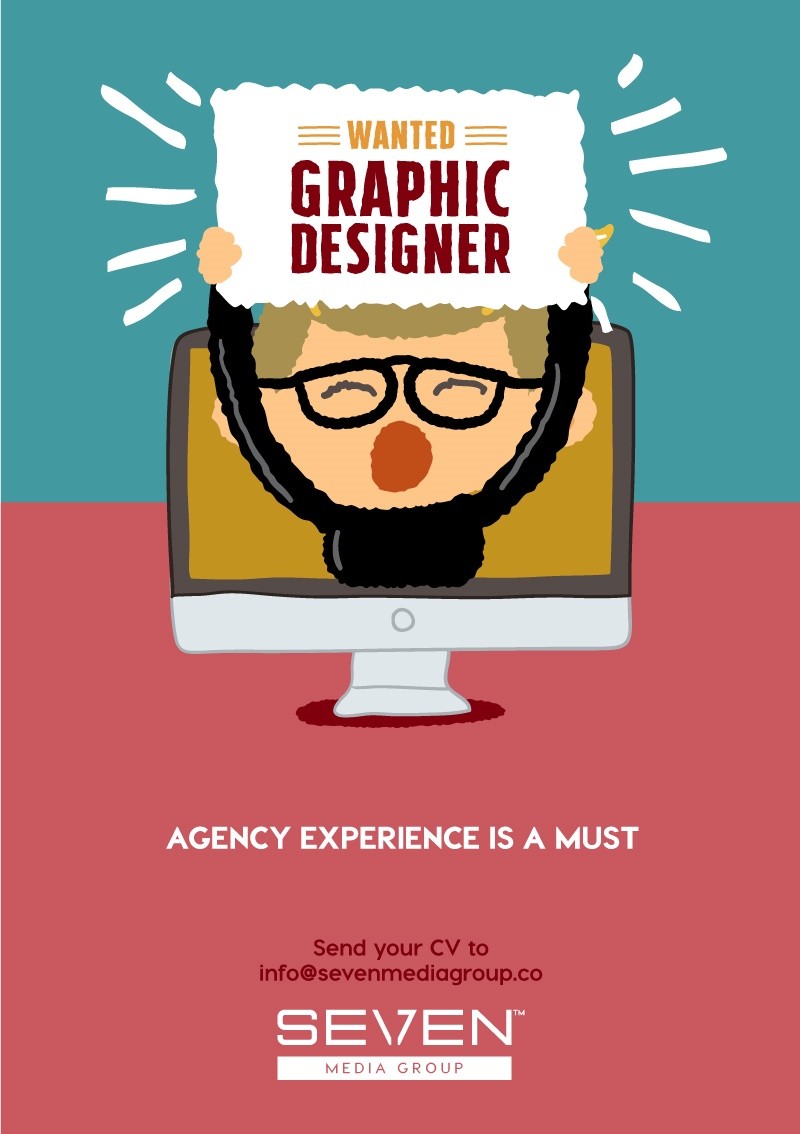 WANTED
GRAPHIC
DESIGNER
AGENCY EXPERIENCE IS A MUST
Send your CV to
info@sevenmediagroup.co
SEVEN™
MEDIA GROUP